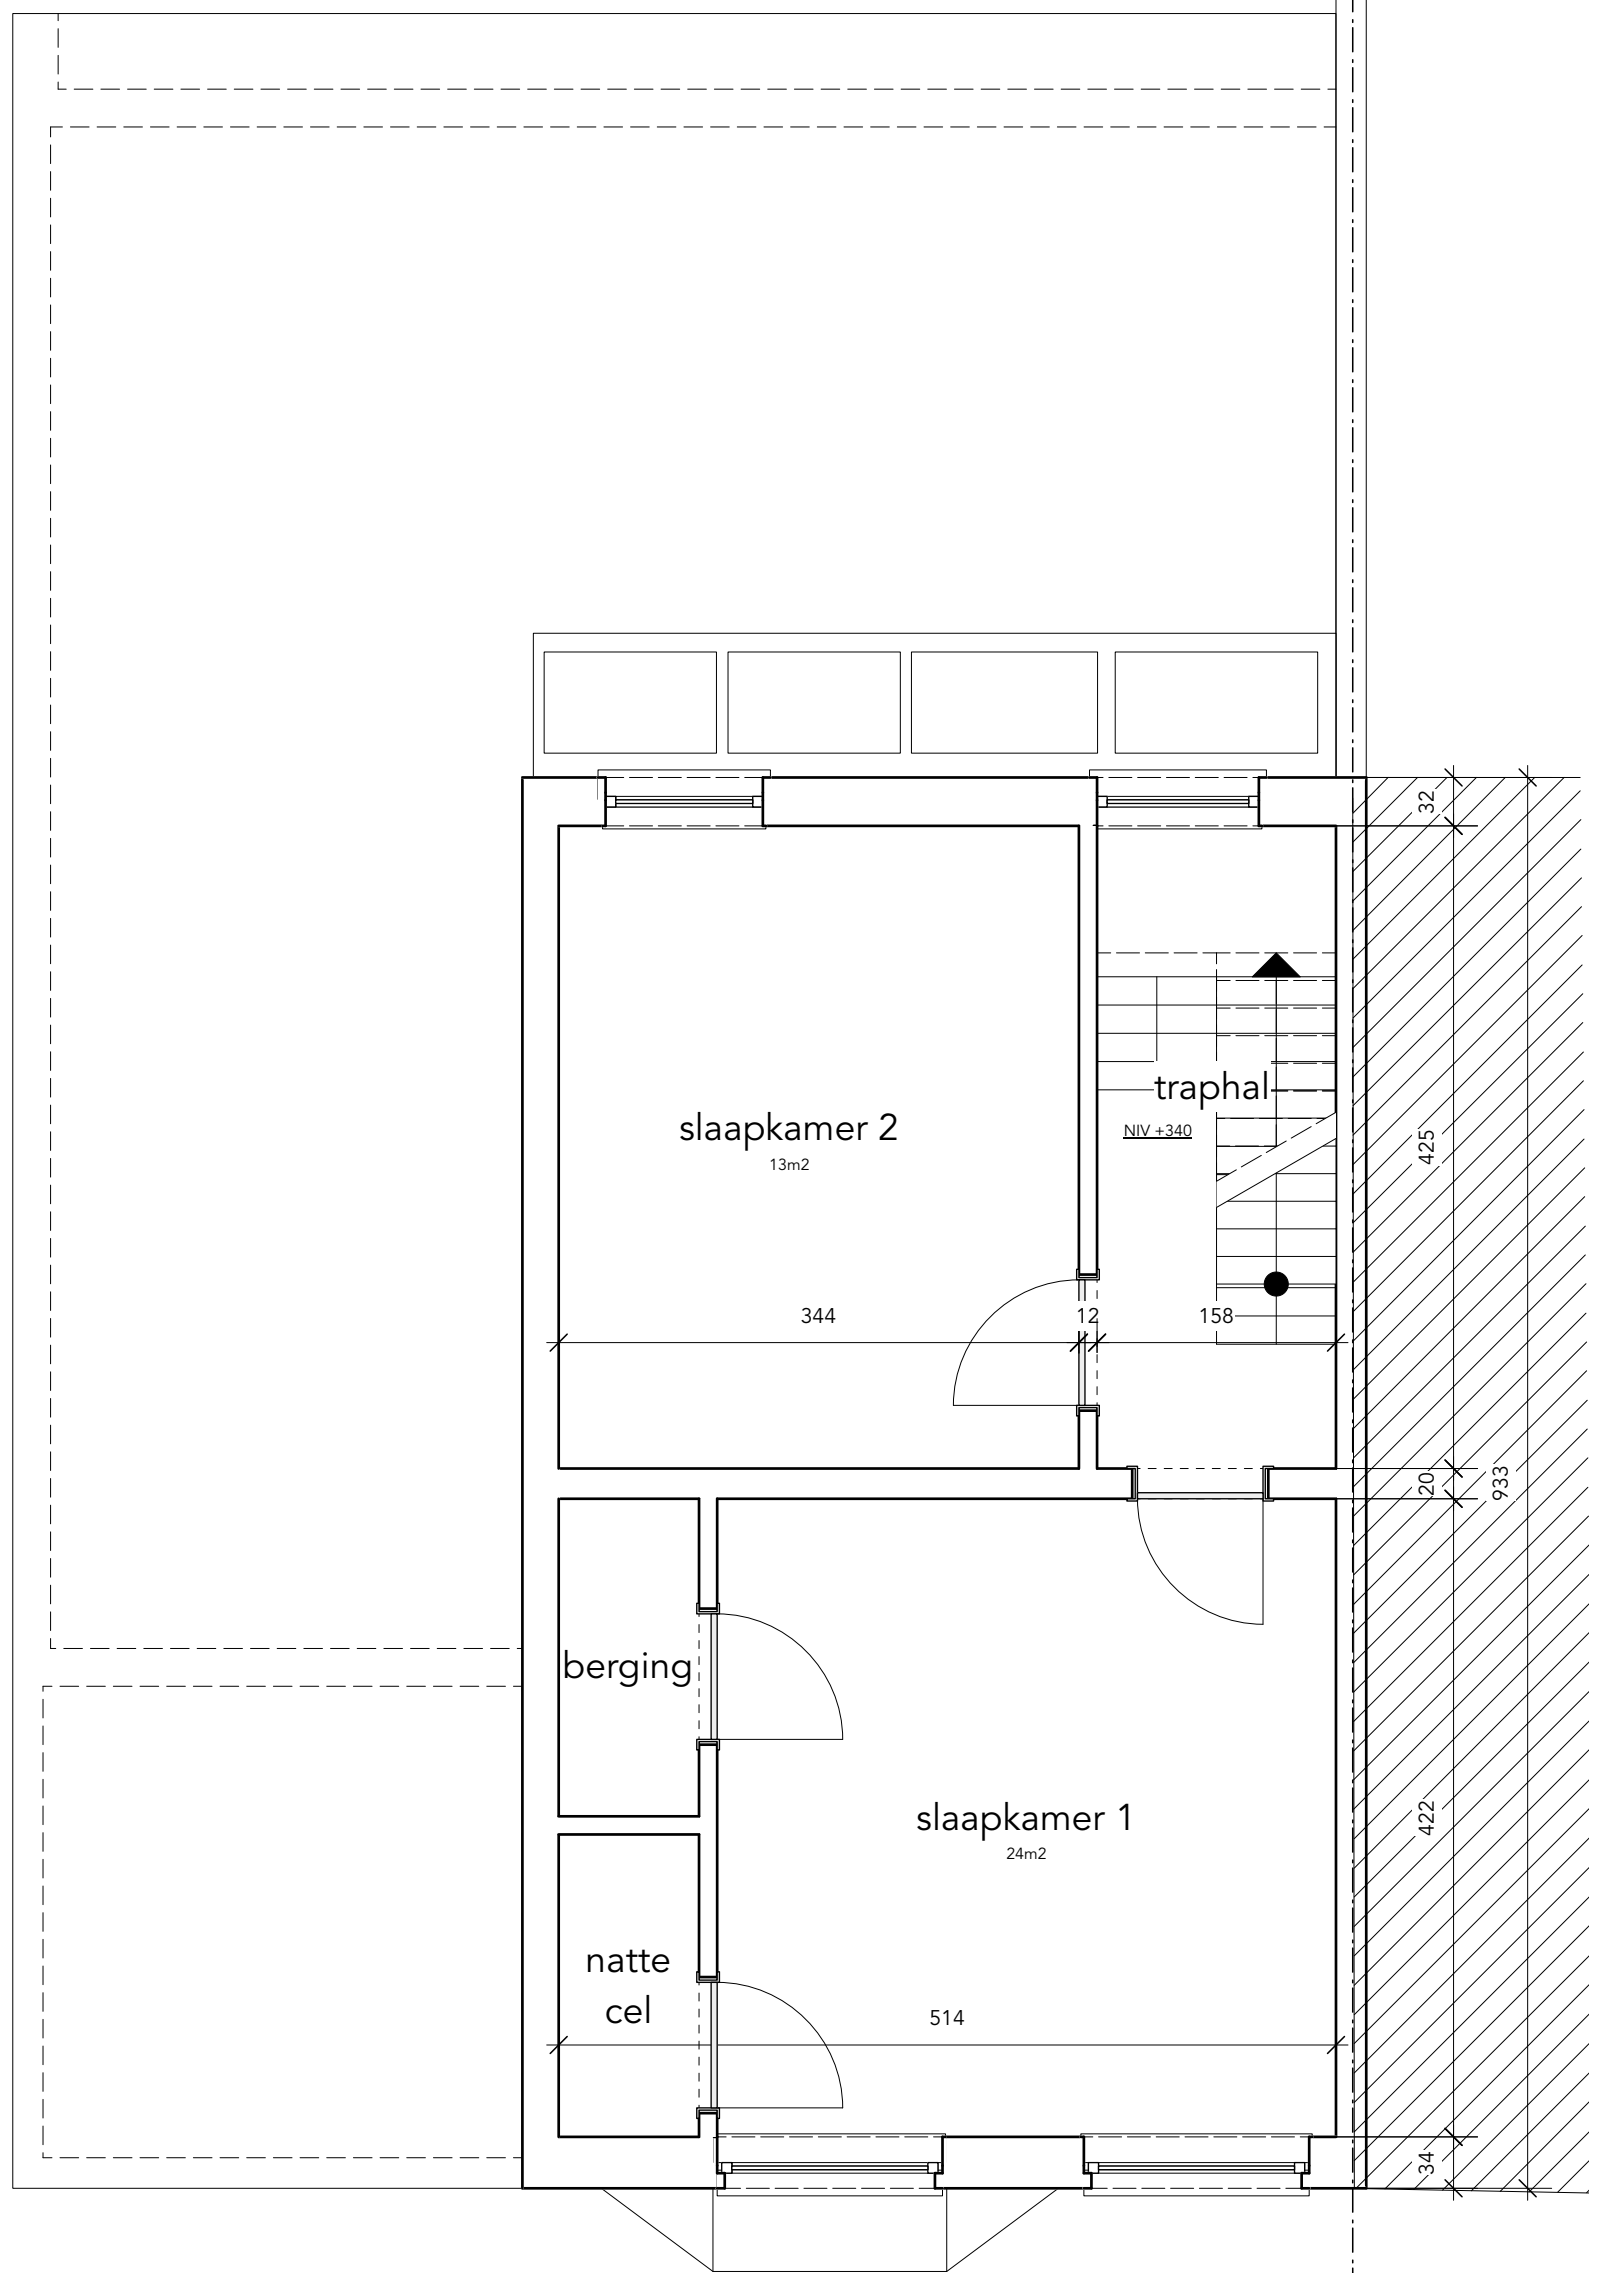 32
traphal
NIV +340
slaapkamer 2
13m2
425
344
12
158
20
933
berging
slaapkamer 1
24m2
422
natte
cel
514
34